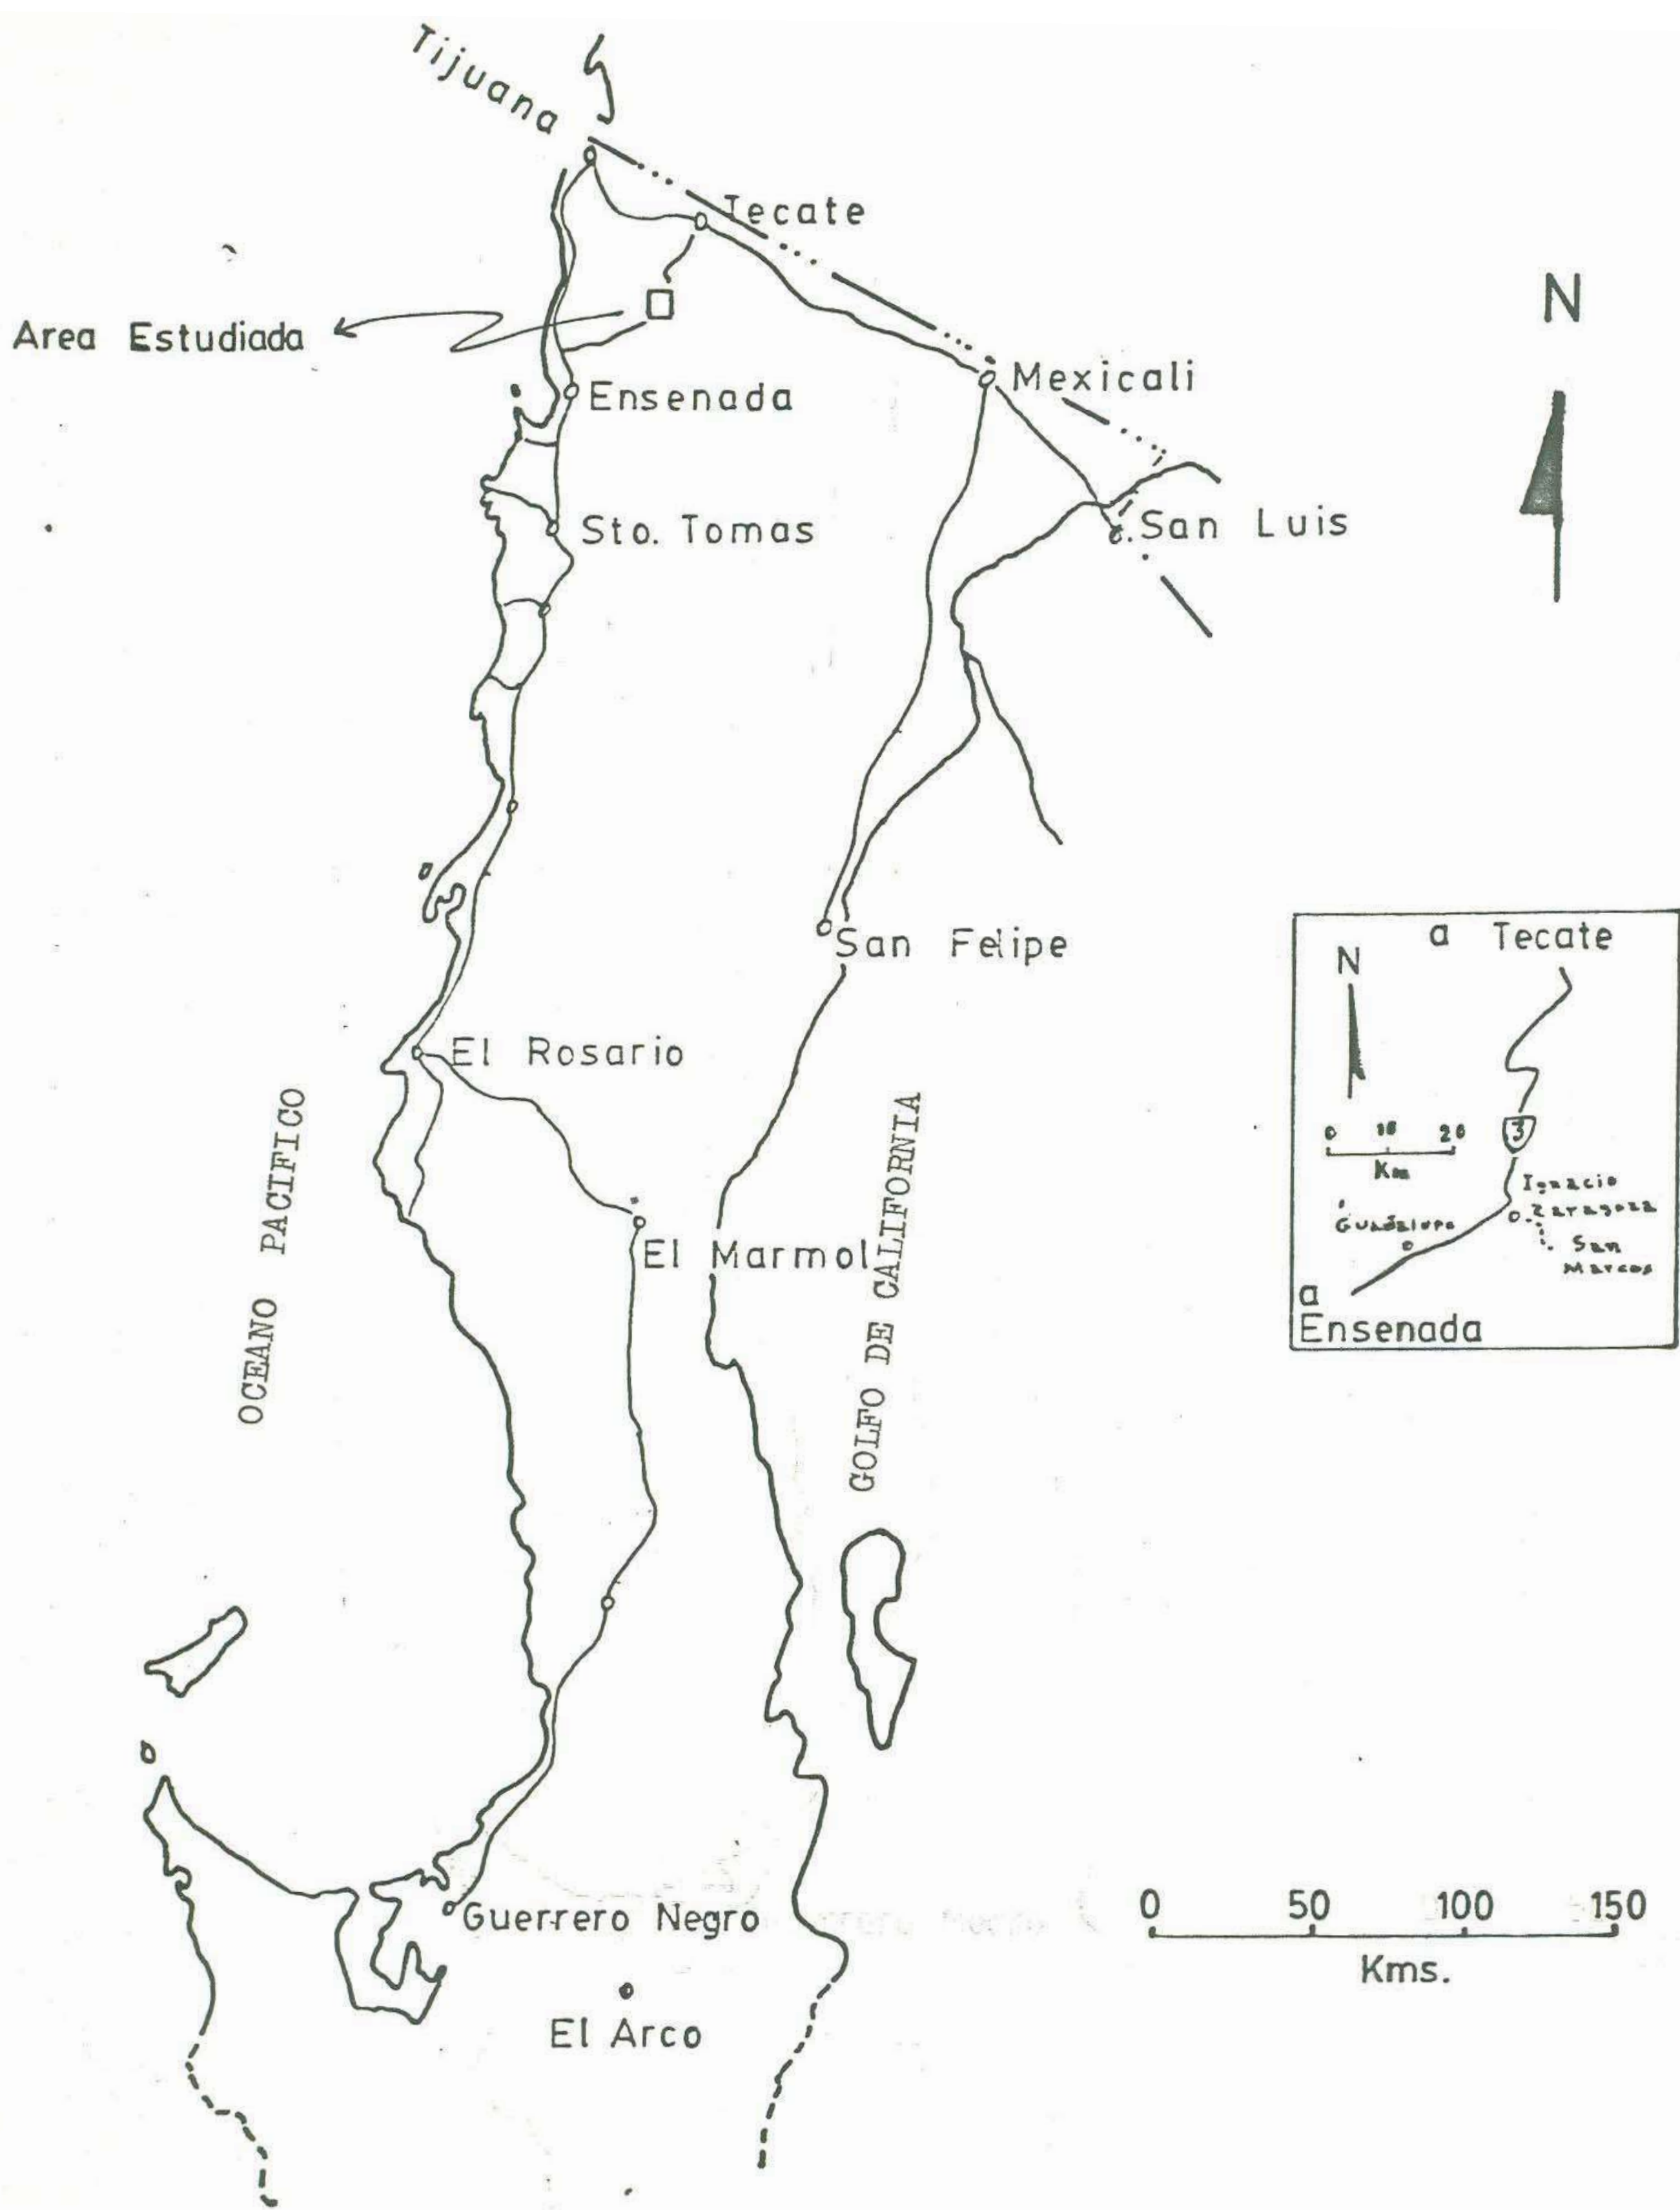 Tijuana
Tecate
N
Area Estudiada
Mexicali
Ensenada
San Luis
Sto. Tomas
San Felipe
a Tecate
N
El Rosario
3
0 10 20
Km
Ignacio
Zaragoza
Guadalupe
San
Marcos
a
Ensenada
OCEANO PACIFICO
GOLFO DE CALIFORNIA
El Marmol
Guerrero Negro
0 50 100 150
Kms.
El Arco